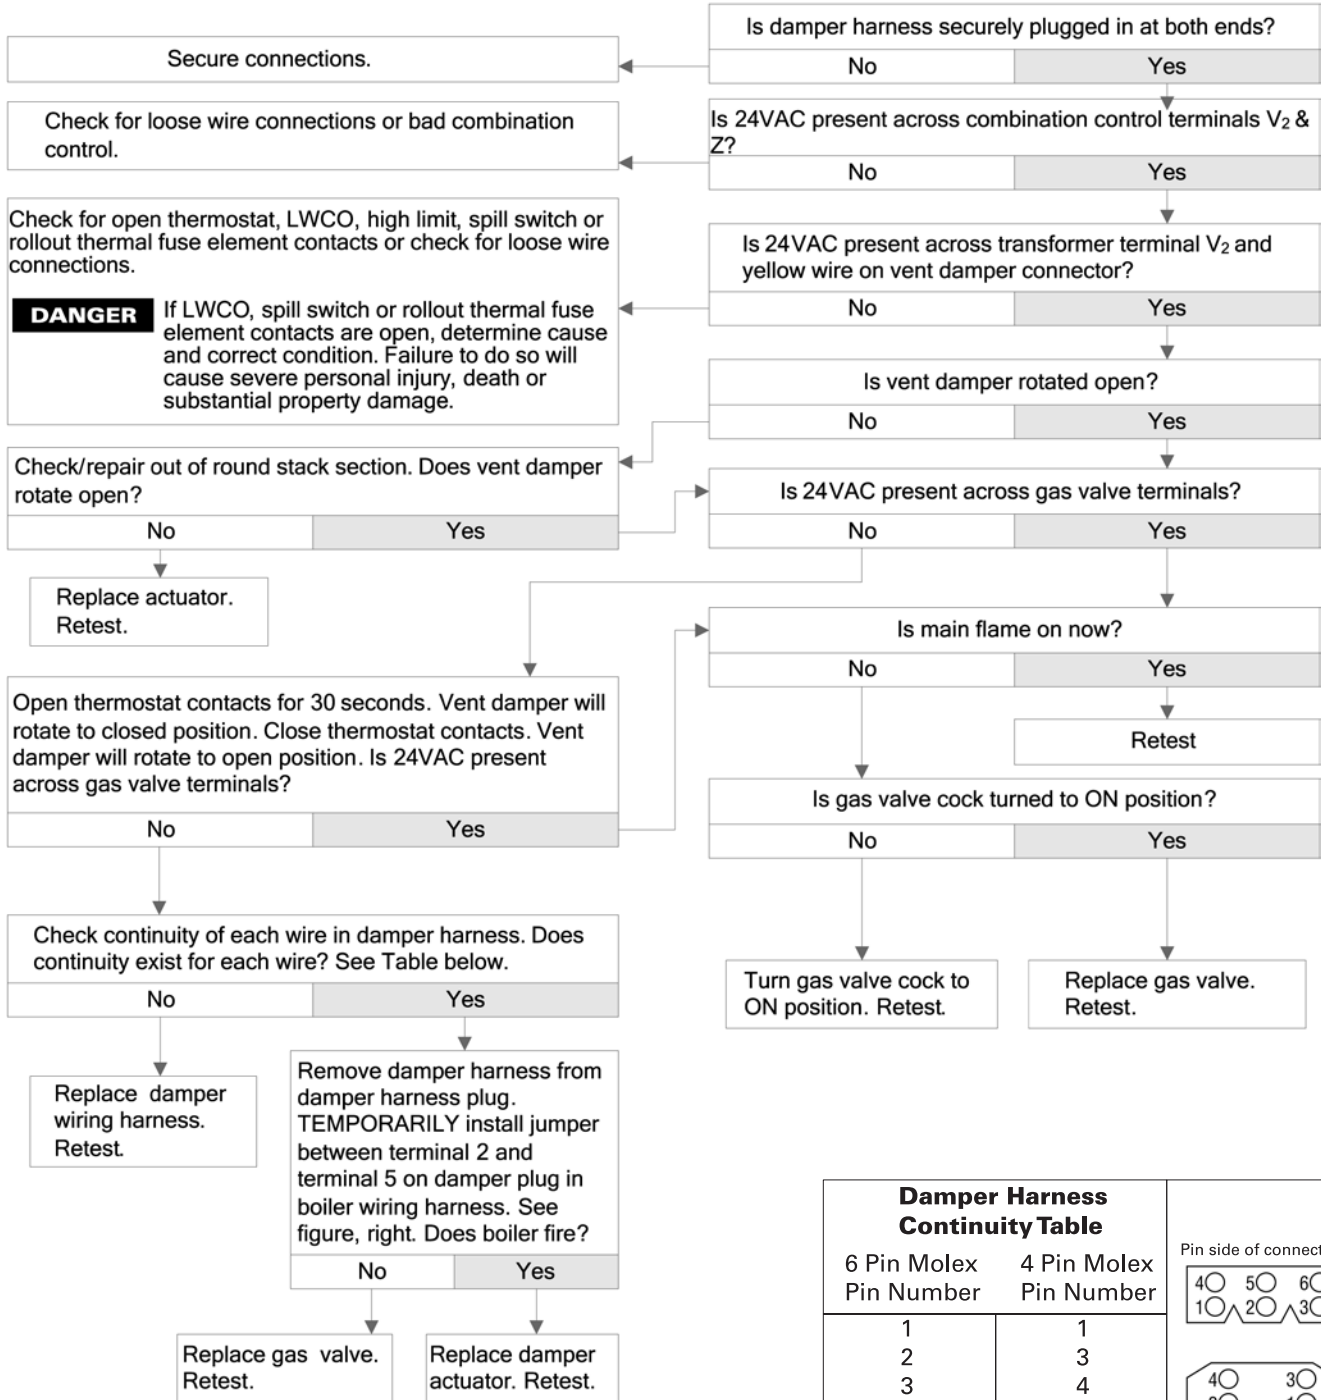 Is damper harness securely plugged in at both ends?
No
Yes
Secure connections.
Is 24VAC present across combination control terminals V2 &
Z?
No
Yes
Check for loose wire connections or bad combination
control.
Is 24VAC present across transformer terminal V2 and
yellow wire on vent damper connector?
No
Yes
Check for open thermostat, LWCO, high limit, spill switch or
rollout thermal fuse element contacts or check for loose wire
connections.
DANGER
If LWCO, spill switch or rollout thermal fuse
element contacts are open, determine cause
and correct condition. Failure to do so will
cause severe personal injury, death or
substantial property damage.
Is vent damper rotated open?
No
Yes
Check/repair out of round stack section. Does vent damper
rotate open?
No
Yes
Replace actuator.
Retest.
Is 24VAC present across gas valve terminals?
No
Yes
Open thermostat contacts for 30 seconds. Vent damper will
rotate to closed position. Close thermostat contacts. Vent
damper will rotate to open position. Is 24VAC present
across gas valve terminals?
No
Yes
Is main flame on now?
No
Yes
Retest
Is gas valve cock turned to ON position?
No
Yes
Turn gas valve cock to
ON position. Retest.
Replace gas valve.
Retest.
Check continuity of each wire in damper harness. Does
continuity exist for each wire? See Table below.
No
Yes
Replace damper
wiring harness.
Retest.
Remove damper harness from
damper harness plug.
TEMPORARILY install jumper
between terminal 2 and
terminal 5 on damper plug in
boiler wiring harness. See
figure, right. Does boiler fire?
No
Yes
Replace gas valve.
Retest.
Replace damper
actuator. Retest.
Damper Harness
Continuity Table
6 Pin Molex 4 Pin Molex
Pin Number Pin Number
1 1
2 3
3 4
Pin side of connect
4 5 6
1 2 3
4 3